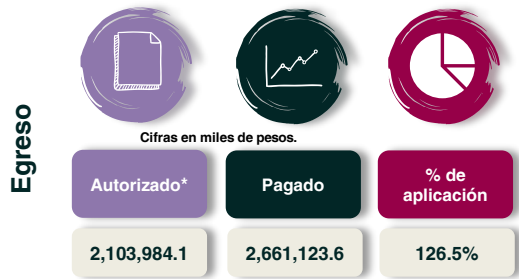 Egreso
Cifras en miles de pesos.
Autorizado*
Pagado
% de
aplicación
2,103,984.1
2,661,123.6
126.5%